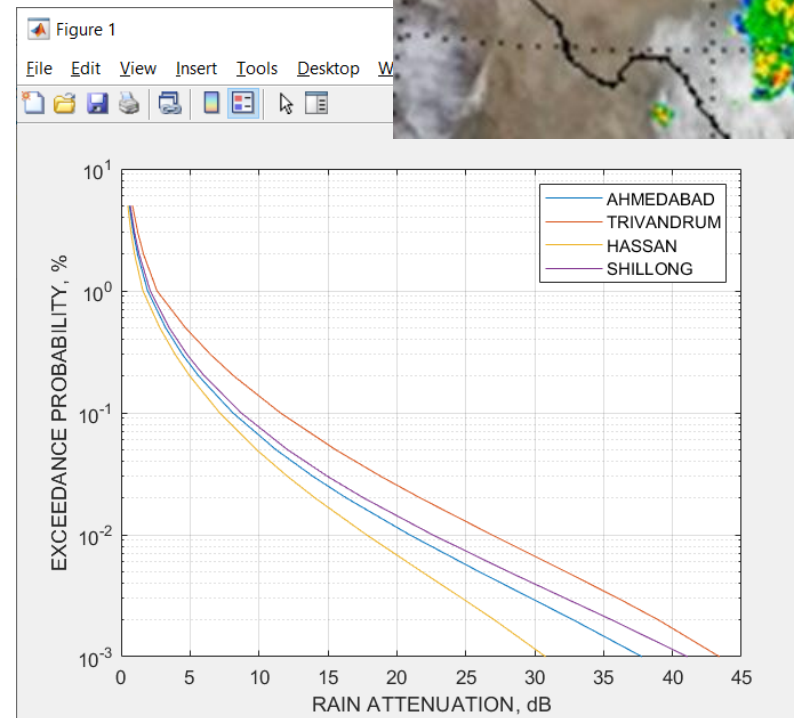 Figure 1
File Edit View Insert Tools Desktop
10^1
10^0
10^-1
10^-2
10^-3
EXCEEDANCE PROBABILITY, %
AHMEDABAD
TRIVANDRUM
HASSAN
SHILLONG
0 5 10 15 20 25 30 35 40 45
RAIN ATTENUATION, dB